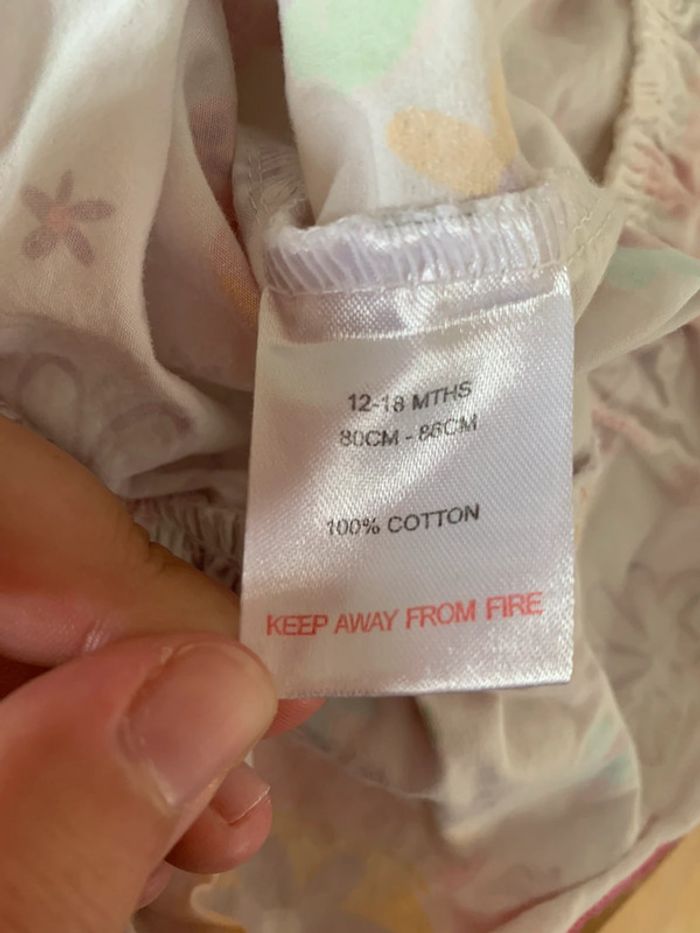 12-18 MTHS
80CM - 86CM
100% COTTON
KEEP AWAY FROM FIRE